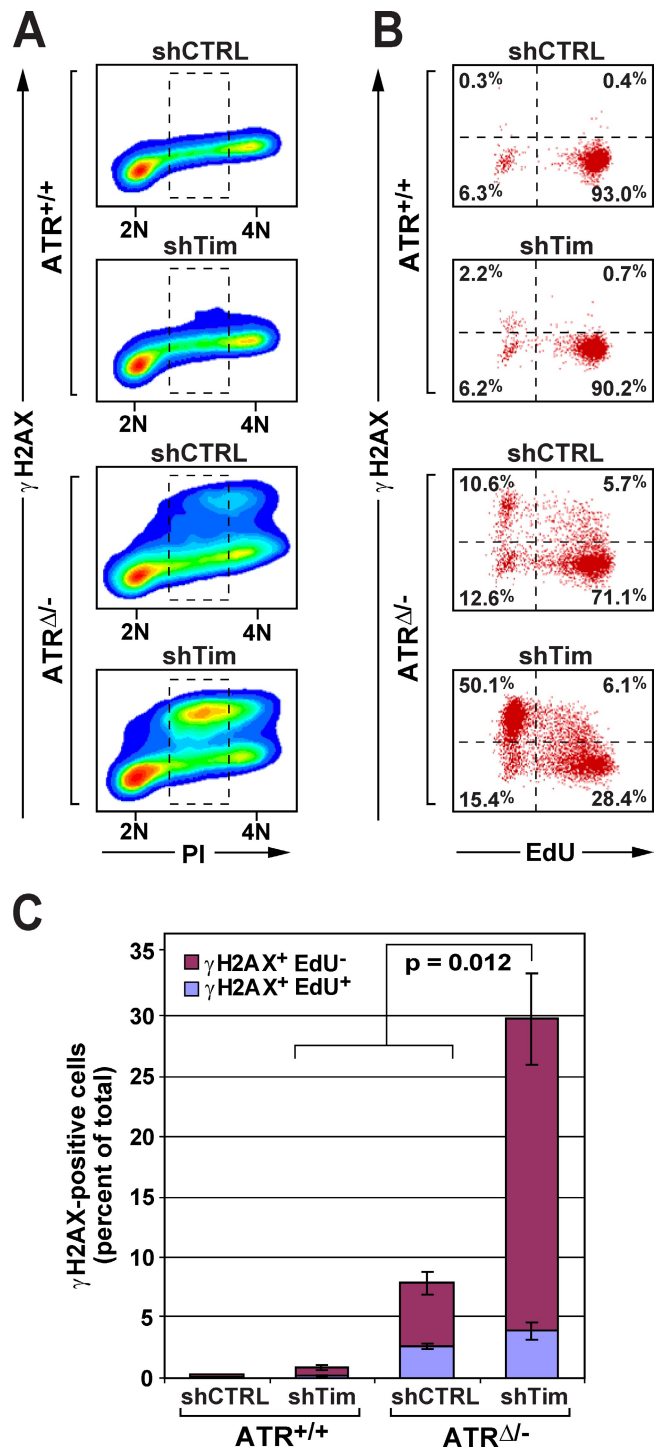 A
shCTRL
2N 4N
shTim
2N 4N
shCTRL
2N 4N
shTim
2N 4N
PI
γH2AX
ATR+/+
ATRΔ/-
B
shCTRL
0.3% 0.4%
6.3% 93.0%
shTim
2.2% 0.7%
6.2% 90.2%
shCTRL
10.6% 5.7%
12.6% 71.1%
shTim
50.1% 6.1%
15.4% 28.4%
EdU
γH2AX
ATR+/+
ATRΔ/-
C
γH2AX+ EdU-
γH2AX+ EdU+
p = 0.012
35
30
25
20
15
10
5
0
γH2AX-positive cells
(percent of total)
shCTRL shTim shCTRL shTim
ATR+/+ ATRΔ/-